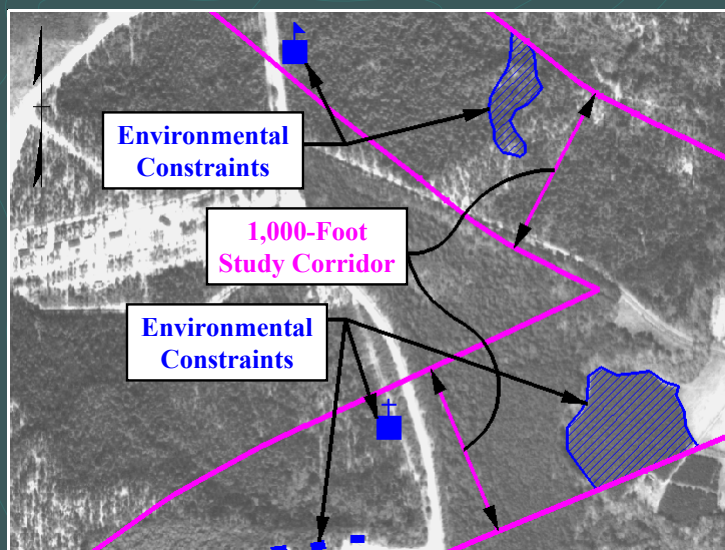 Environmental
Constraints
1,000-Foot
Study Corridor
Environmental
Constraints